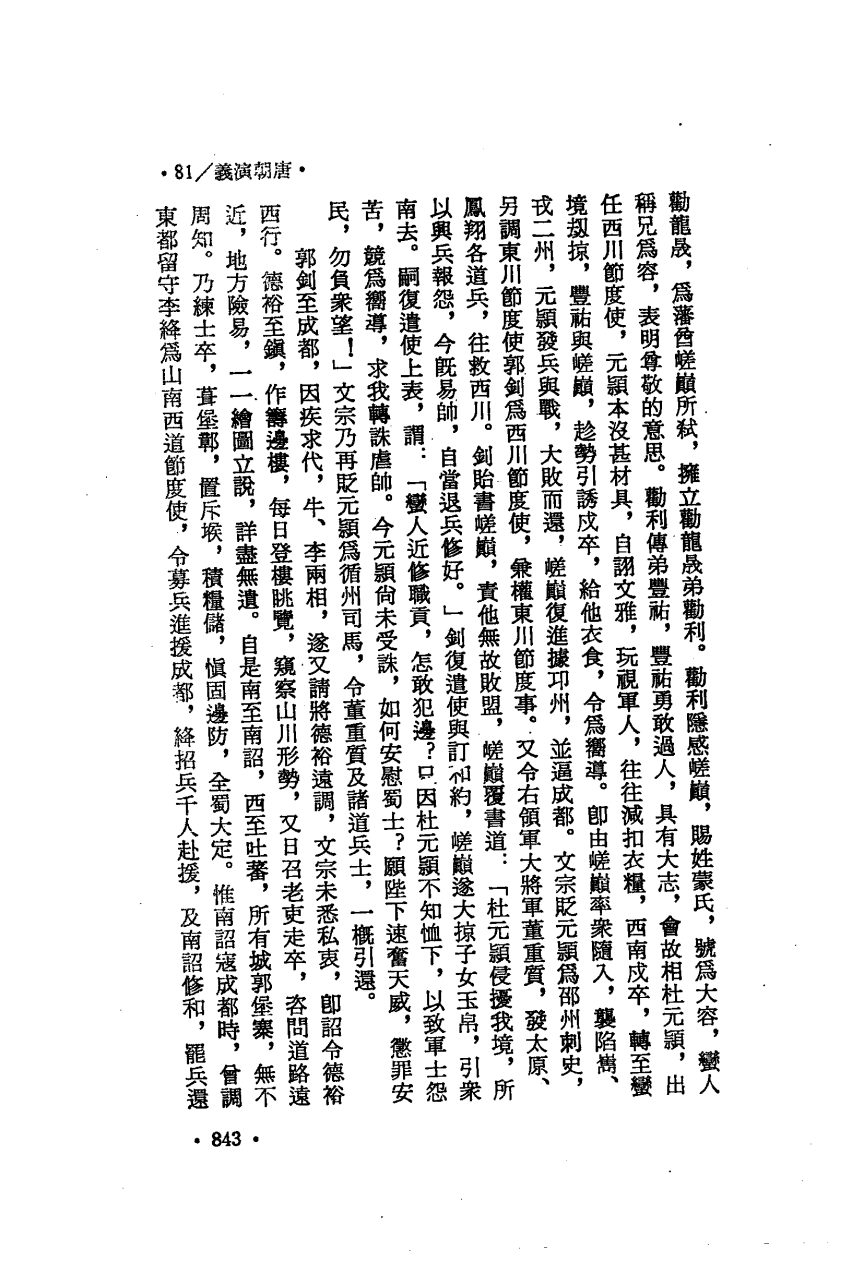 •唐朝演義／81•
勸龍晟，爲藩酋嵯巔所弒，擁立勸龍晟弟勸利。勸利隱感嵯巔，賜姓蒙氏，號爲大容，蠻人
稱兄爲容，表明尊敬的意思。勸利傳弟豐祐，豐祐勇敢過人，具有大志，會故相杜元穎，出
任西川節度使，元穎本沒甚材具，自詡文雅，玩視軍人，往往減扣衣糧，西南戍卒，轉至蠻
境刼掠，豐祐與嵯巔，趁勢引誘戍卒，給他衣食，令爲嚮導。卽由嵯巔率衆隨入，襲陷巂、
戎二州，元穎發兵與戰，大敗而還，嵯巔復進據邛州，並逼成都。文宗貶元穎爲邵州刺史，
另調東川節度使郭釗爲西川節度使，兼權東川節度事。又令右領軍大將軍董重質，發太原、
鳳翔各道兵，往救西川。釗貽書嵯巔，責他無故敗盟，嵯巔覆書道：「杜元穎侵擾我境，所
以興兵報怨，今旣易帥，自當退兵修好。」釗復遣使與訂和約，嵯巔遂大掠子女玉帛，引衆
南去。嗣復遣使上表，謂：「蠻人近修職貢，怎敢犯邊？只因杜元穎不知恤下，以致軍士怨
苦，競爲嚮導，求我轉誅虐帥。今元穎尙未受誅，如何安慰蜀士？願陛下速奮天威，懲罪安
民，勿負衆望！」文宗乃再貶元穎爲循州司馬，令董重質及諸道兵士，一概引還。
郭釗至成都，因疾求代，牛、李兩相，遂又請將德裕遠調，文宗未悉私衷，卽詔令德裕
西行。德裕至鎮，作籌邊樓，每日登樓眺覽，窺察山川形勢，又日召老吏走卒，咨問道路遠
近，地方險易，一一繪圖立說，詳盡無遺。自是南至南詔，西至吐蕃，所有城郭堡寨，無不
周知。乃練士卒，葺堡鄣，置斥堠，積糧儲，愼固邊防，全蜀大定。惟南詔寇成都時，曾調
東都留守李絳爲山南西道節度使，令募兵進援成都，絳招兵千人赴援，及南詔修和，罷兵還
•843•